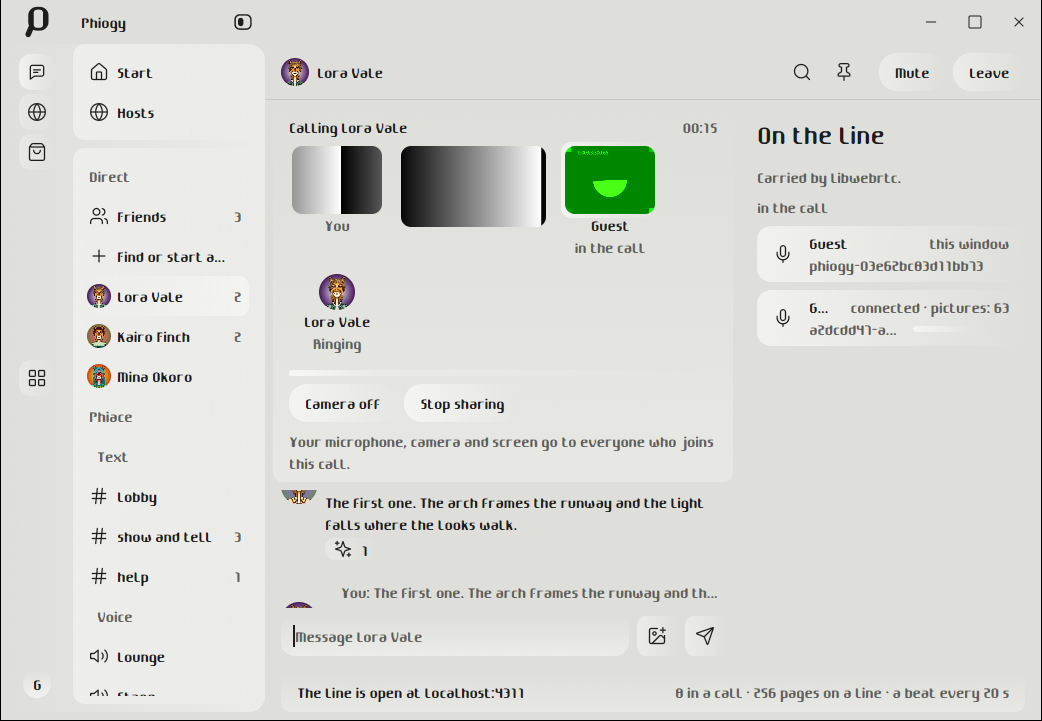 Phiogy
Start
Hosts
Direct
Friends 3
Find or start a...
Lora Vale 2
Kairo Finch 2
Mina Okoro
Phiace
Text
lobby
show and tell 3
help 1
Voice
Lounge
G
Lora Vale
Mute
Leave
Calling Lora Vale 00:15
You
Guest
in the call
Lora Vale
Ringing
Camera off
Stop sharing
Your microphone, camera and screen go to everyone who joins
this call.
The first one. The arch frames the runway and the light
falls where the looks walk.
1
You: The first one. The arch frames the runway and th...
Message Lora Vale
On the line
Carried by libwebrtc.
in the call
Guest this window
phiogy-03e62bc83d11bb13
G... connected · pictures: 63
a2dcdd41-a...
The line is open at localhost:4311
0 in a call · 256 pages on a line · a beat every 20 s